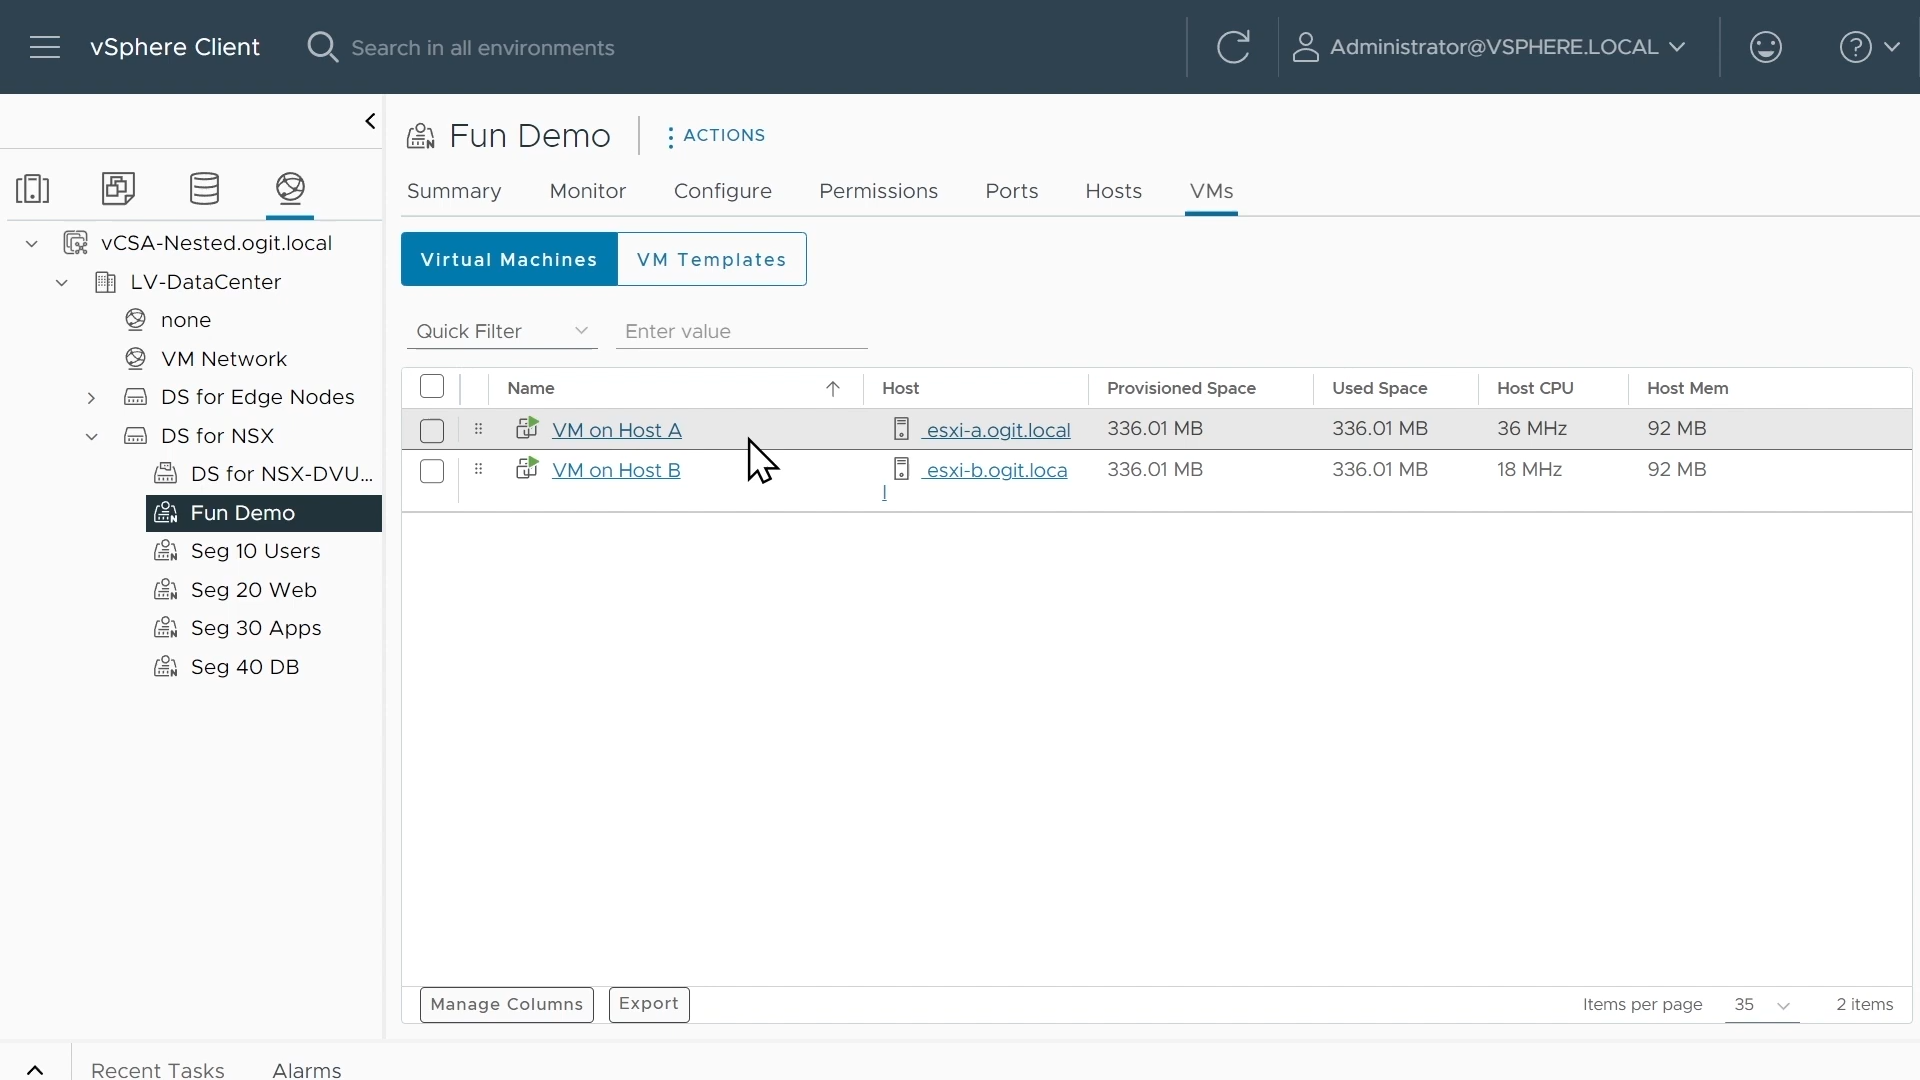 vSphere Client
Search in all environments
Administrator@VSPHERE.LOCAL
Fun Demo
ACTIONS
Summary
Monitor
Configure
Permissions
Ports
Hosts
VMs
vCSA-Nested.ogit.local
LV-DataCenter
none
VM Network
DS for Edge Nodes
DS for NSX
DS for NSX-DVU...
Fun Demo
Seg 10 Users
Seg 20 Web
Seg 30 Apps
Seg 40 DB
Virtual Machines
VM Templates
Quick Filter
Enter value
Name Host Provisioned Space Used Space Host CPU Host Mem
VM on Host A esxi-a.ogit.local 336.01 MB 336.01 MB 36 MHz 92 MB
VM on Host B esxi-b.ogit.loca 336.01 MB 336.01 MB 18 MHz 92 MB
l
Manage Columns
Export
Items per page 35 2 items
Recent Tasks
Alarms